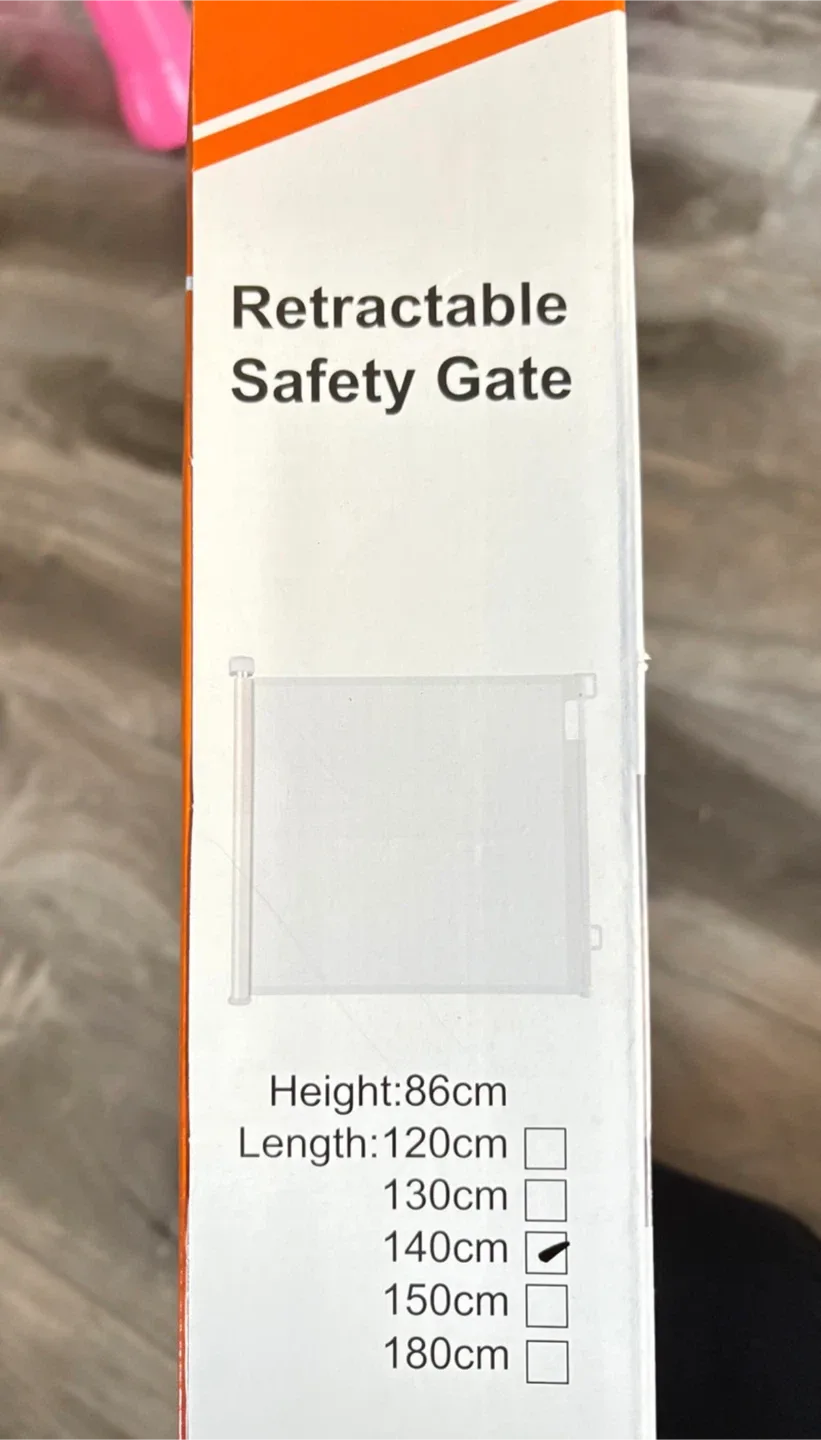 Retractable
Safety Gate
Height:86cm
Length:120cm
130cm
140cm
150cm
180cm